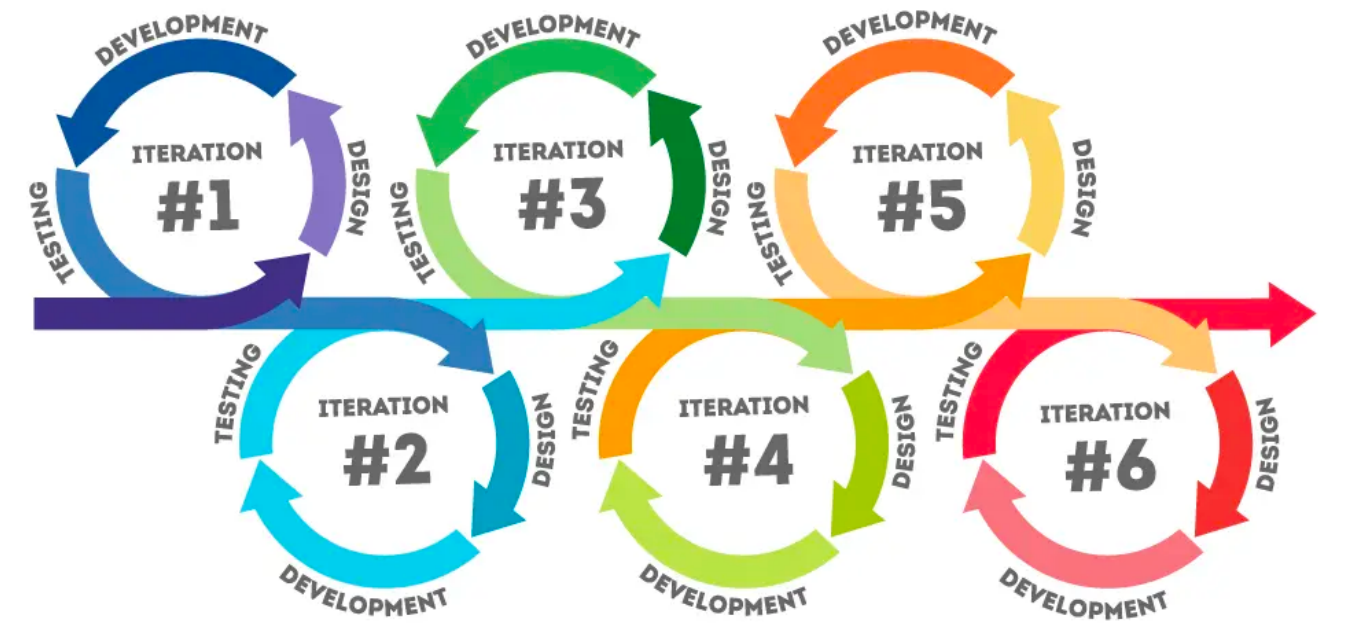 DEVELOPMENT
ITERATION
#1
DESIGN
TESTING
DEVELOPMENT
ITERATION
#3
DESIGN
TESTING
DEVELOPMENT
ITERATION
#5
DESIGN
TESTING
TESTING
ITERATION
#2
DESIGN
DEVELOPMENT
TESTING
ITERATION
#4
DESIGN
DEVELOPMENT
TESTING
ITERATION
#6
DESIGN
DEVELOPMENT